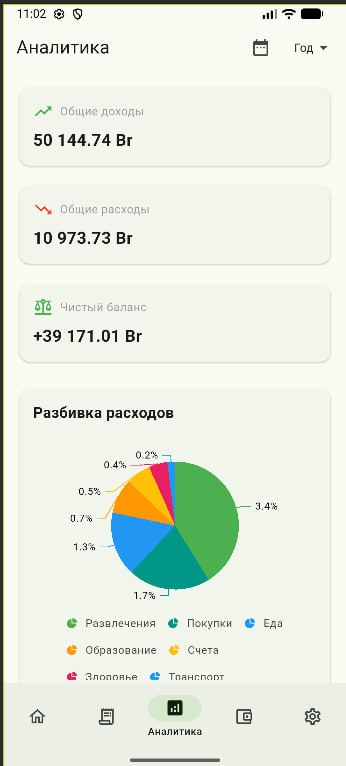 11:02
Аналитика
Год
Общие доходы
50 144.74 Br
Общие расходы
10 973.73 Br
Чистый баланс
+39 171.01 Br
Разбивка расходов
0.2%
0.4%
0.5%
3.4%
0.7%
1.3%
1.7%
Развлечения Покупки Еда
Образование Счета
Здоровье Транспорт
Аналитика